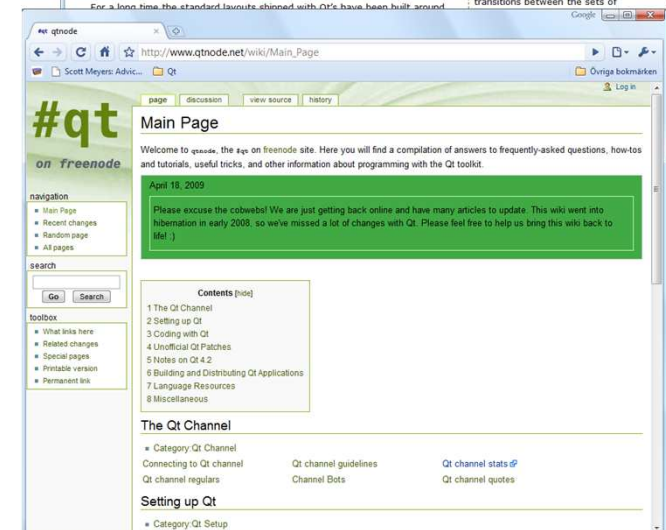 For a long time the standard layouts shipped with Qt's have been built around
transitions between the sets of
Google
qtnode
http://www.qtnode.net/wiki/Main_Page
Scott Meyers: Advic...
Qt
Övriga bokmärken
Log in
page discussion view source history
#qt
on freenode
Main Page
Welcome to qtnode, the #qt on freenode site. Here you will find a compilation of answers to frequently-asked questions, how-tos
and tutorials, useful tricks, and other information about programming with the Qt toolkit.
April 18, 2009
Please excuse the cobwebs! We are just getting back online and have many articles to update. This wiki went into
hibernation in early 2008, so we've missed a lot of changes with Qt. Please feel free to help us bring this wiki back to
life! :)
navigation
Main Page
Recent changes
Random page
All pages
search
Go Search
toolbox
What links here
Related changes
Special pages
Printable version
Permanent link
Contents [hide]
1 The Qt Channel
2 Setting up Qt
3 Coding with Qt
4 Unofficial Qt Patches
5 Notes on Qt 4.2
6 Building and Distributing Qt Applications
7 Language Resources
8 Miscellaneous
The Qt Channel
Category:Qt Channel
Connecting to Qt channel Qt channel guidelines Qt channel stats
Qt channel regulars Channel Bots Qt channel quotes
Setting up Qt
Category:Qt Setup